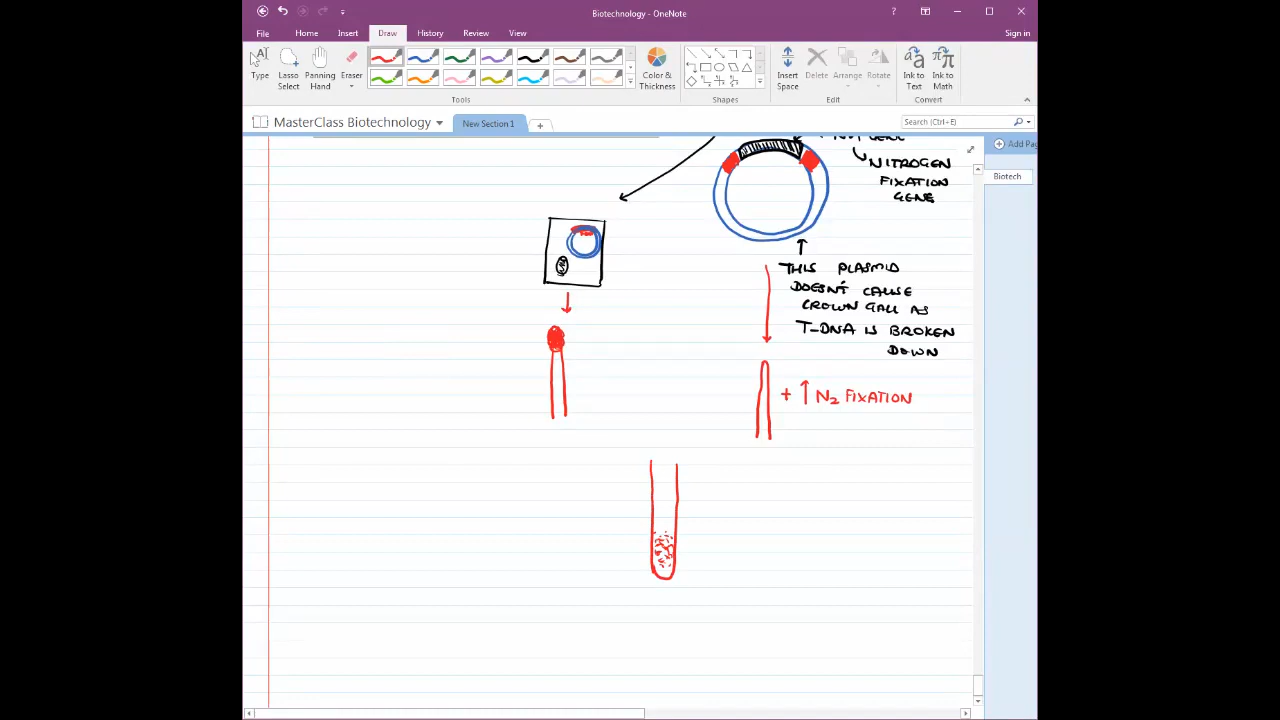 Biotechnology - OneNote
?
File
Home
Insert
Draw
History
Review
View
Sign in
Type
Lasso
Select
Panning
Hand
Eraser
Color &
Thickness
Insert
Space
Delete
Arrange
Rotate
Ink to
Text
Ink to
Math
Tools
Shapes
Edit
Convert
MasterClass Biotechnology
New Section 1
Search (Ctrl+E)
Add Pag
Biotech
GENE
NITROGEN
FIXATION
GENE
THIS PLASMID
DOESN'T CAUSE
CROWN GALL AS
T-DNA IS BROKEN
DOWN
+ ↑ N2 FIXATION